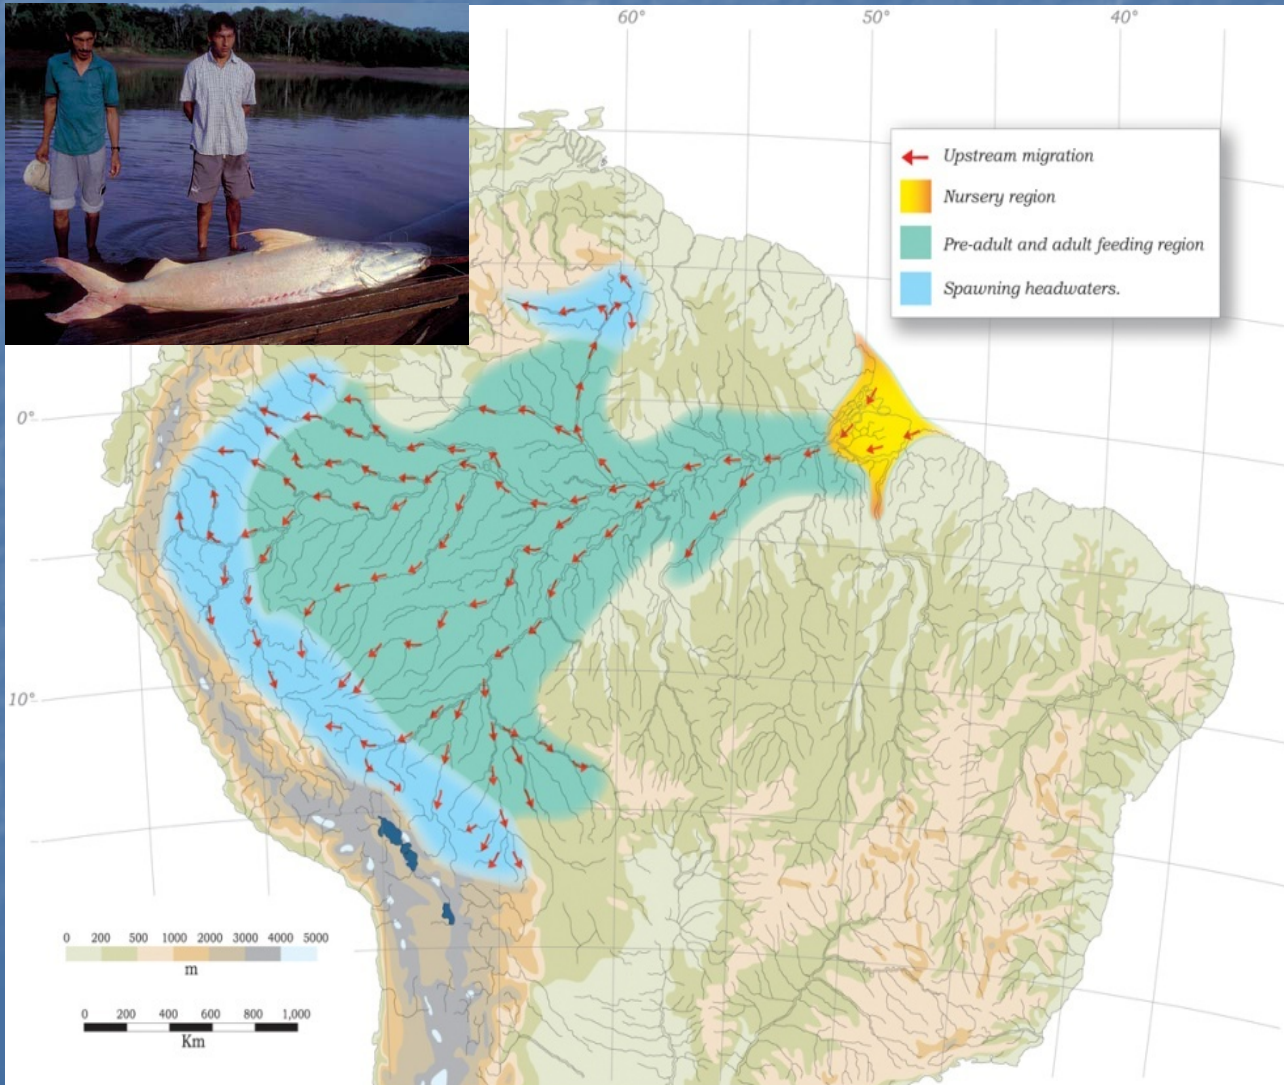 60°
50°
40°
Upstream migration
Nursery region
Pre-adult and adult feeding region
Spawning headwaters.
0°
10°
0 200 500 1000 2000 3000 4000 5000
m
0 200 400 600 800 1,000
Km